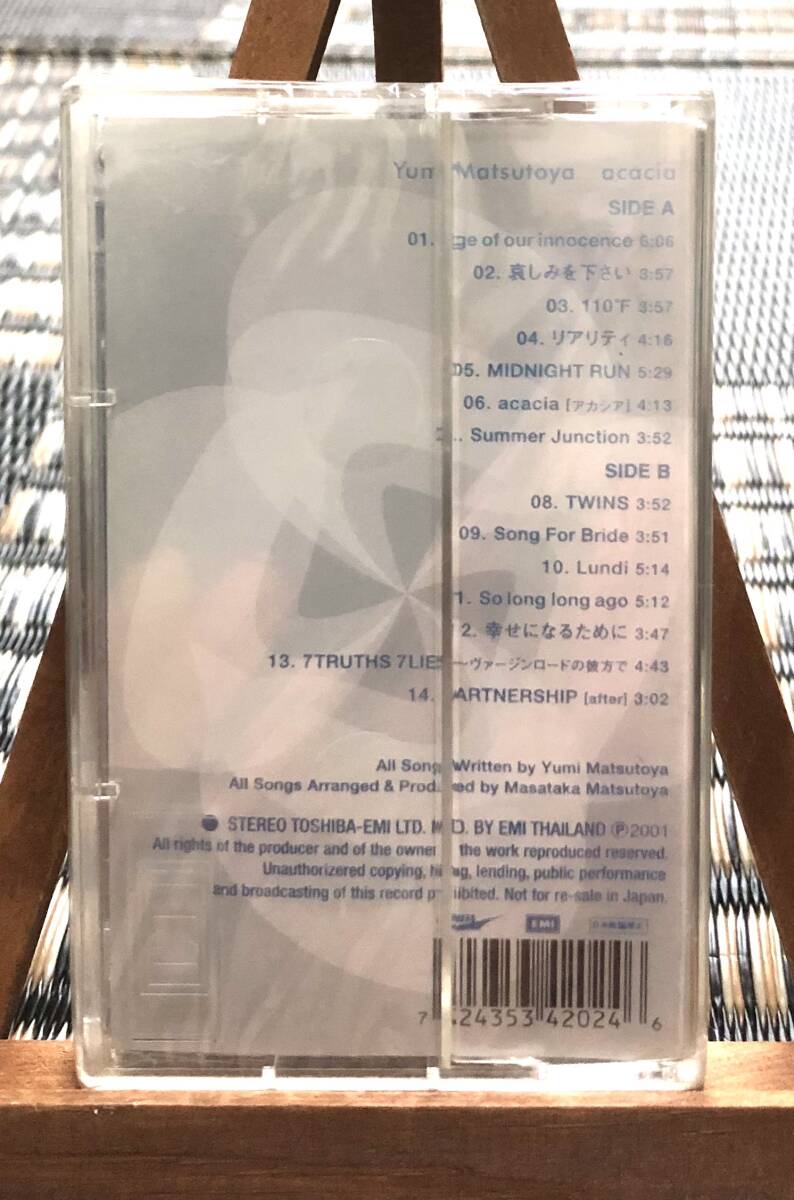 Yumi Matsutoya acacia
SIDE A
01. ge of our innocence 6:06
02. 哀しみを下さい 3:57
03. 110°F 3:57
04. リアリティ 4:16
05. MIDNIGHT RUN 5:29
06. acacia [アカシア] 4:13
Summer Junction 3:52
SIDE B
08. TWINS 3:52
09. Song For Bride 3:51
10. Lundi 5:14
1. So long long ago 5:12
2. 幸せになるために 3:47
13. 7TRUTHS 7LIES 〜ヴァージンロードの彼方で 4:43
14. ARTNERSHIP [after] 3:02
All Songs Written by Yumi Matsutoya
All Songs Arranged & Produced by Masataka Matsutoya
STEREO TOSHIBA-EMI LTD. M D. BY EMI THAILAND Ⓟ2001
All rights of the producer and of the owner the work reproduced reserved.
Unauthorized copying, hiring, lending, public performance
and broadcasting of this record prohibited. Not for re-sale in Japan.
EMI
7 24353 42024 6